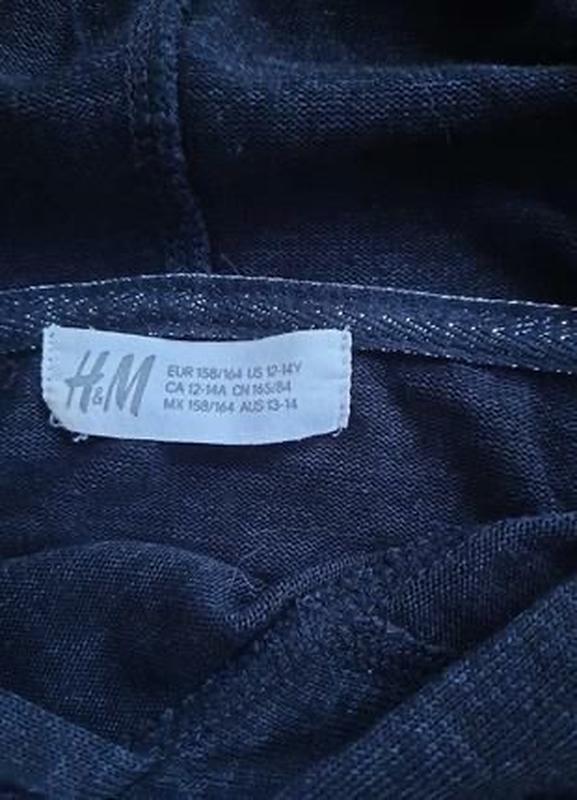 H&M
EUR 158/164 US 12-14Y
CA 12-14A CN 165/84
MX 158/164 AUS 13-14